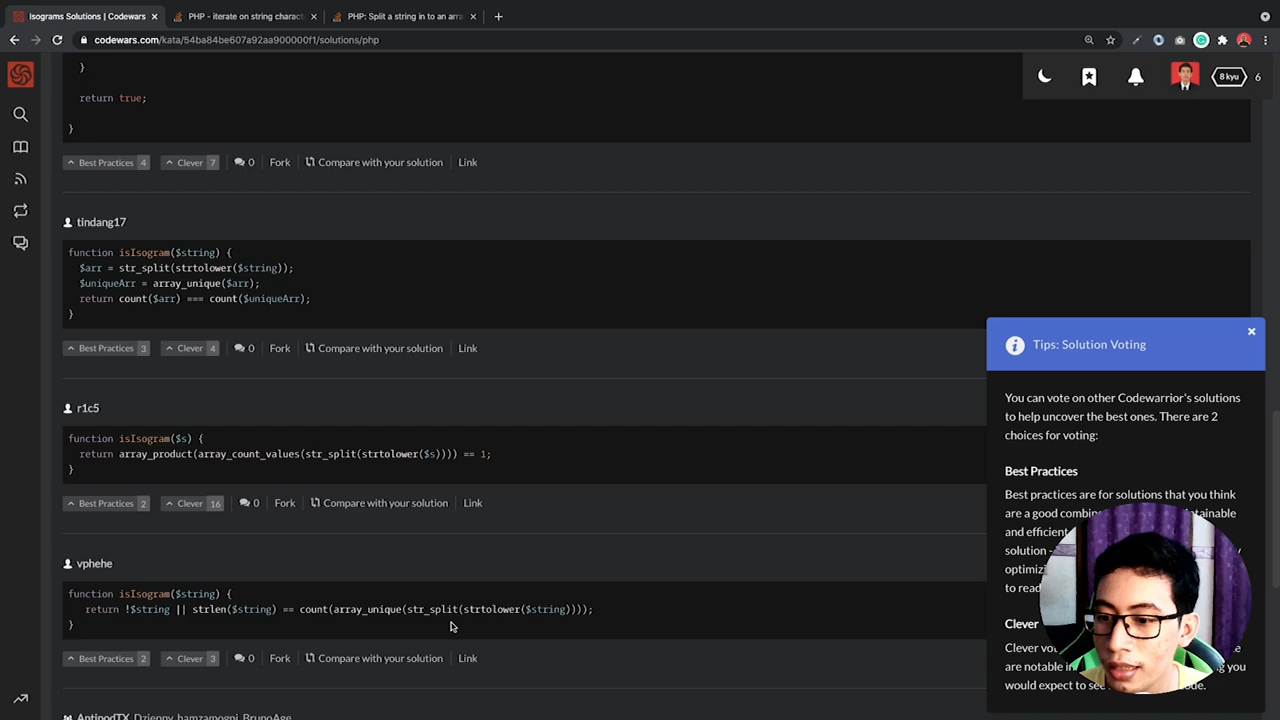 Isograms Solutions | Codewars
PHP - iterate on string charact
PHP: Split a string in to an arra
codewars.com/kata/54ba84be607a92aa900000f1/solutions/php
8 kyu
6
}
return true;
}
Best Practices 4 Clever 7 0 Fork Compare with your solution Link
tindang17
function isIsogram($string) {
$arr = str_split(strtolower($string));
$uniqueArr = array_unique($arr);
return count($arr) === count($uniqueArr);
}
Best Practices 3 Clever 4 0 Fork Compare with your solution Link
r1c5
function isIsogram($s) {
return array_product(array_count_values(str_split(strtolower($s)))) == 1;
}
Best Practices 2 Clever 16 0 Fork Compare with your solution Link
vphehe
function isIsogram($string) {
return !$string || strlen($string) == count(array_unique(str_split(strtolower($string))));
}
Best Practices 2 Clever 3 0 Fork Compare with your solution Link
AntipodTX, Dzienny, hamzamogni, BrunoAge
Tips: Solution Voting
You can vote on other Codewarrior's solutions
to help uncover the best ones. There are 2
choices for voting:
Best Practices
Best practices are for solutions that you think
are a good
and efficient
solution -
optimizi
to read
Clever
Clever
are notable in you
would expect to see